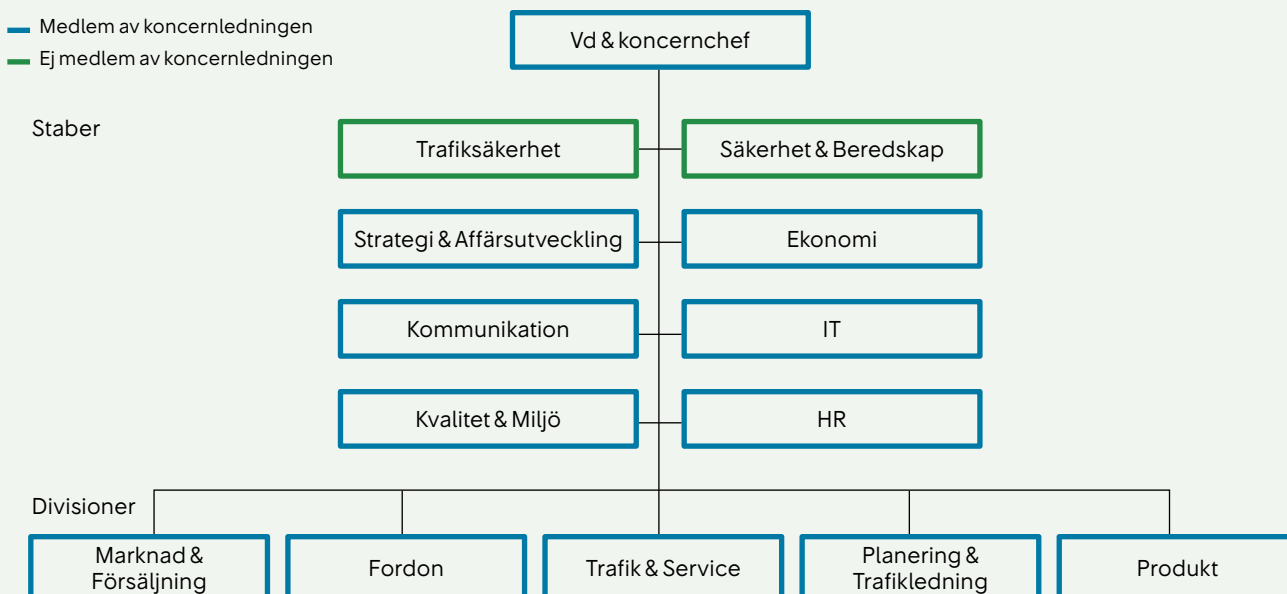 Medlem av koncernledningen
Ej medlem av koncernledningen
Vd & koncernchef
Staber
Trafiksäkerhet
Säkerhet & Beredskap
Strategi & Affärsutveckling
Ekonomi
Kommunikation
IT
Kvalitet & Miljö
HR
Divisioner
Marknad &
Försäljning
Fordon
Trafik & Service
Planering &
Trafikledning
Produkt